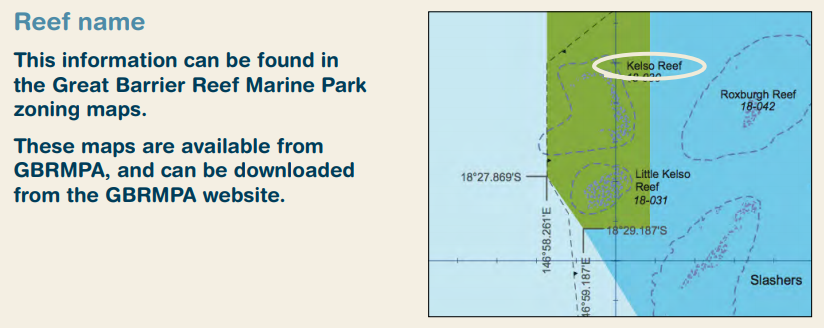 Reef name
This information can be found in
the Great Barrier Reef Marine Park
zoning maps.
These maps are available from
GBRMPA, and can be downloaded
from the GBRMPA website.
Kelso Reef
Roxburgh Reef
18-042
18°27.869'S
Little Kelso
Reef
18-031
146°58.261'E
18°29.187'S
46°59.187'E
Slashers